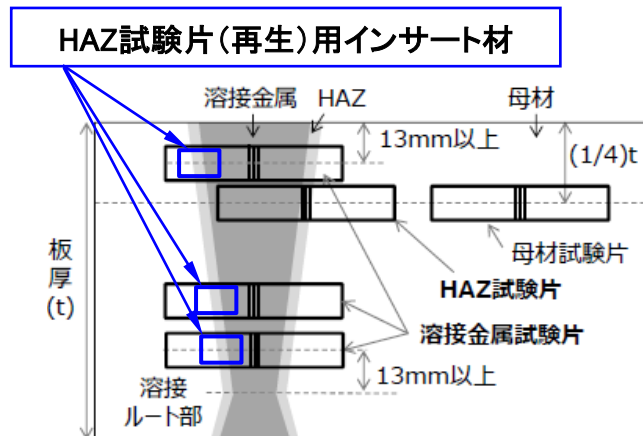 HAZ試験片(再生)用インサート材
溶接金属
HAZ
母材
13mm以上
(1/4)t
板厚
(t)
母材試験片
HAZ試験片
溶接金属試験片
13mm以上
溶接
ルート部